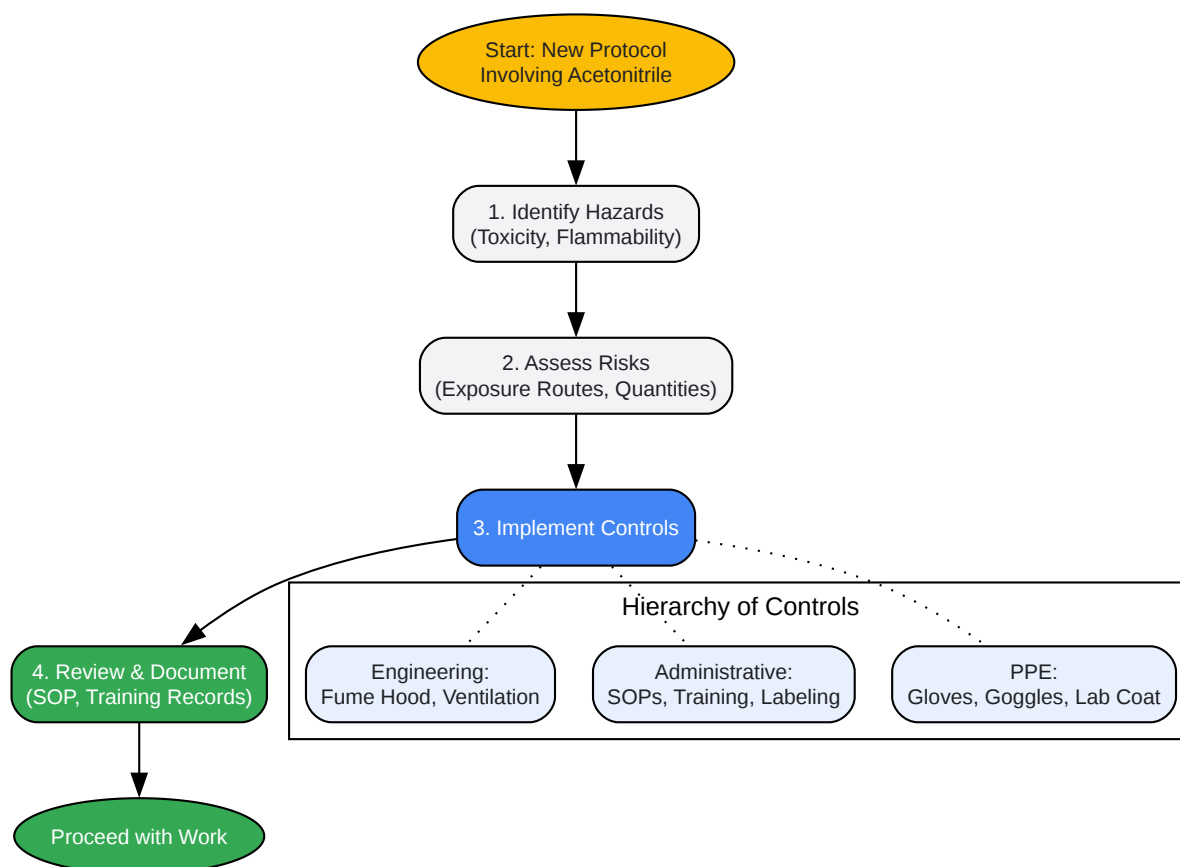 Start: New Protocol
Involving Acetonitrile
1. Identify Hazards
(Toxicity, Flammability)
2. Assess Risks
(Exposure Routes, Quantities)
3. Implement Controls
Hierarchy of Controls
4. Review & Document
(SOP, Training Records)
Engineering:
Fume Hood, Ventilation
Administrative:
SOPs, Training, Labeling
PPE:
Gloves, Goggles, Lab Coat
Proceed with Work